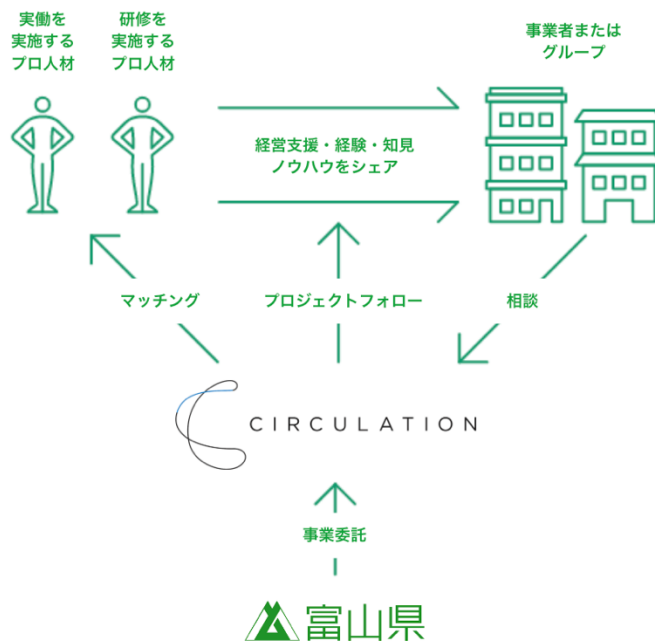 実働を
実施する
プロ人材
研修を
実施する
プロ人材
事業者または
グループ
経営支援・経験・知見
ノウハウをシェア
マッチング
プロジェクトフォロー
相談
CIRCULATION
事業委託
富山県